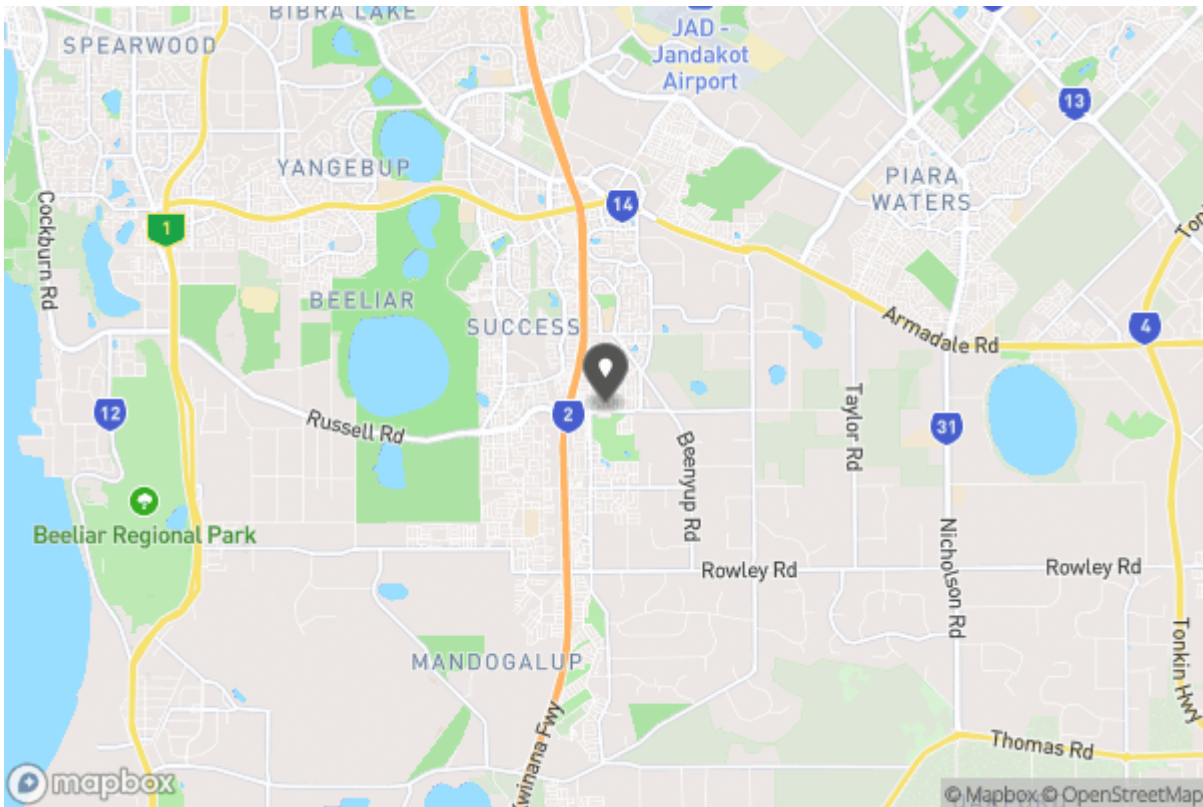 BIBRA LAKE
SPEARWOOD
JAD -
Jandakot
Airport
13
YANGEBUP
PIARA
WATERS
14
Cockburn Rd
1
BEELIAR
SUCCESS
Armadale Rd
4
12
Russell Rd
2
Taylor Rd
31
Beenyup Rd
Beeliar Regional Park
Nicholson Rd
Rowley Rd
Rowley Rd
MANDOGALUP
Tonkin Hwy
Kwinana Fwy
Thomas Rd
mapbox
© Mapbox © OpenStreetMap